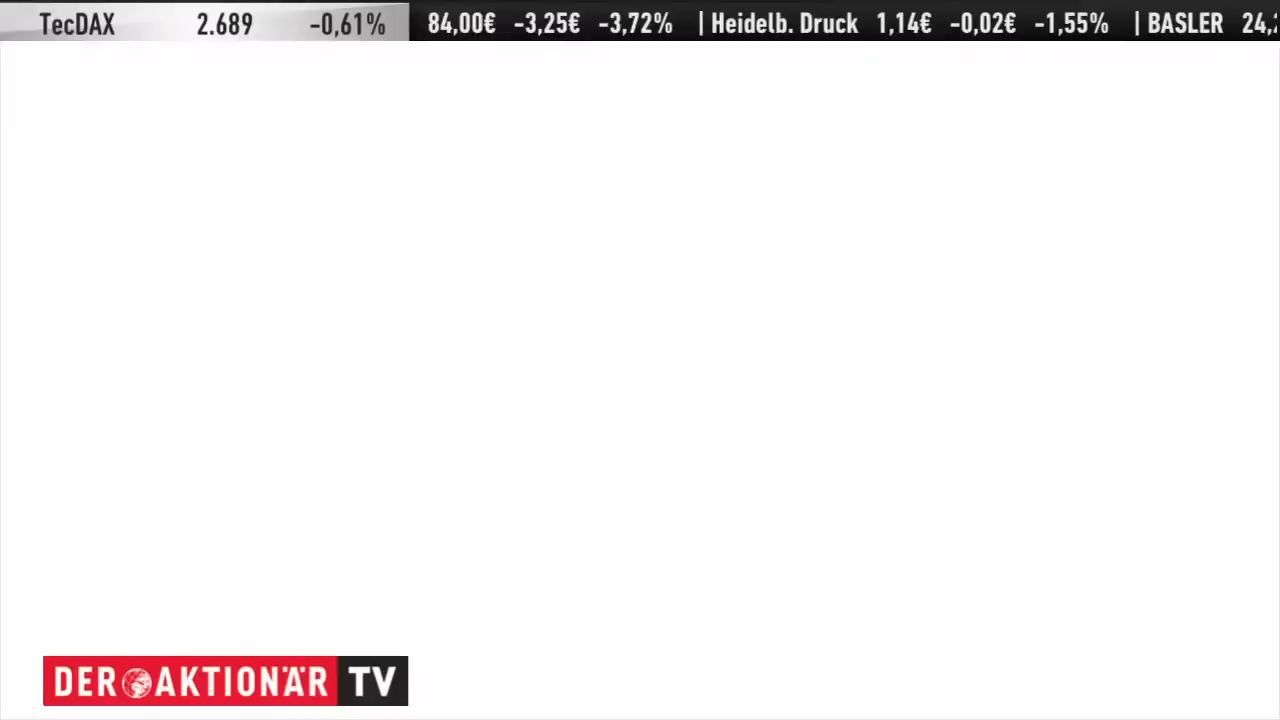 TecDAX 2.689 -0,61% 84,00€ -3,25€ -3,72% | Heidelb. Druck 1,14€ -0,02€ -1,55% | BASLER
DER AKTIONÄR TV